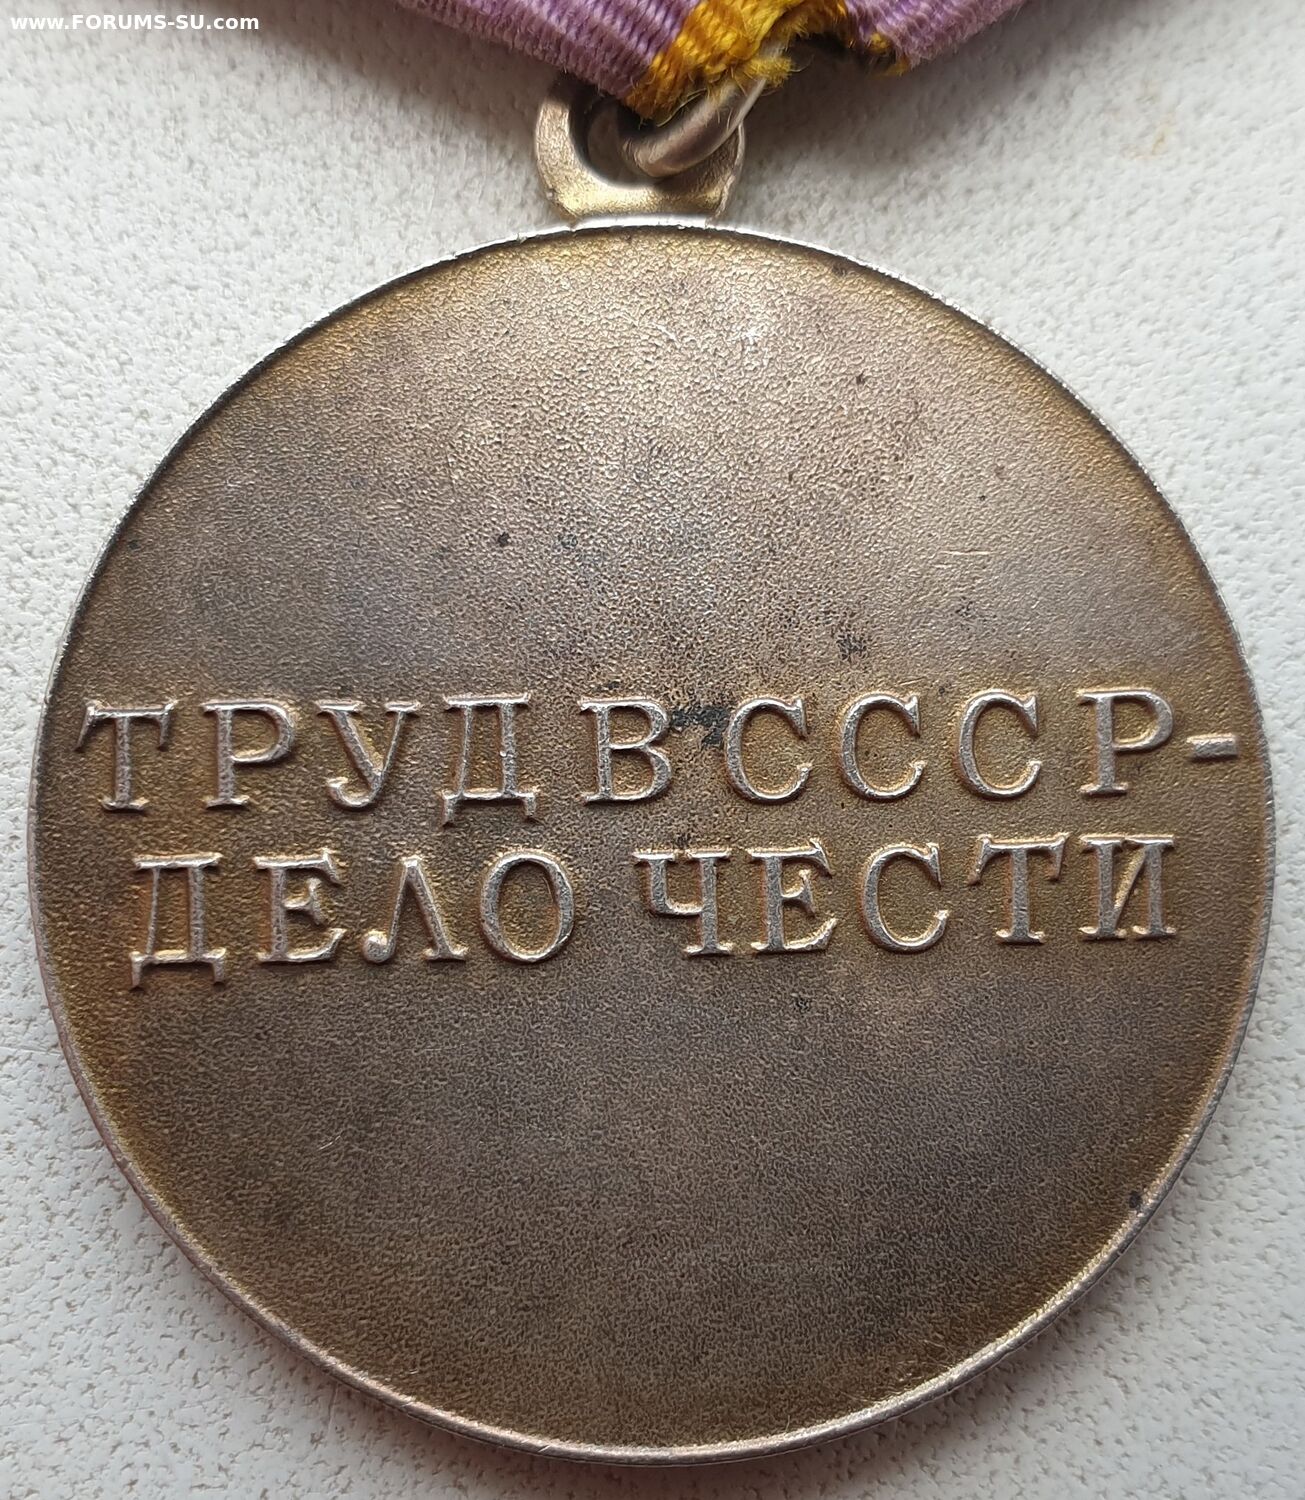 www.FORUMS-SU.com
ТРУД В СССР-
ДЕЛО ЧЕСТИ